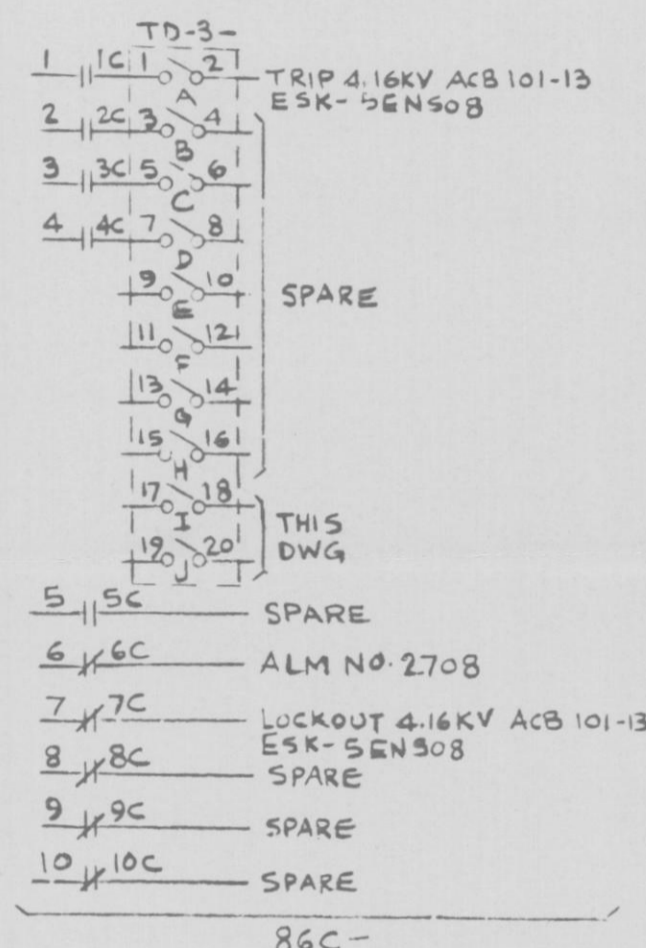 TD-3-
1 1C 1 2 TRIP 4.16KV ACB 101-13
A ESK-5ENS08
2 2C 3 4
B
3 3C 5 6
C
4 4C 7 8
D
9 10 SPARE
E
11 12
F
13 14
G
15 16
H
17 18
I THIS
19 20 DWG
J
5 5C SPARE
6 6C ALM NO. 2708
7 7C LOCKOUT 4.16KV ACB 101-13
ESK-5ENS08
8 8C SPARE
9 9C SPARE
10 10C SPARE
86C-